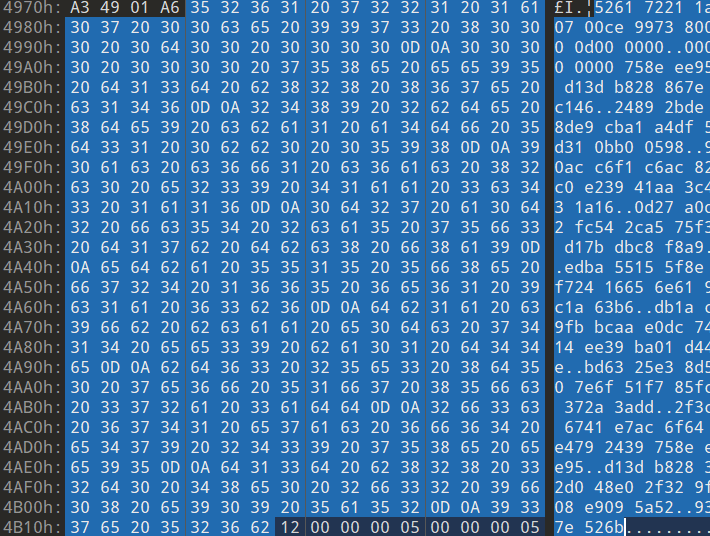 4970h: A3 49 01 A6 35 32 36 31 20 37 32 32 31 20 31 61 £I.¦5261 7221 1a
4980h: 30 37 20 30 30 63 65 20 39 39 37 33 20 38 30 30 07 00ce 9973 800
4990h: 30 20 30 64 30 30 20 30 30 30 30 0D 0A 30 30 30 0 0d00 0000..000
49A0h: 30 20 30 30 30 30 20 37 35 38 65 20 65 65 39 35 0 0000 758e ee95
49B0h: 20 64 31 33 64 20 62 38 32 38 20 38 36 37 65 20 d13d b828 867e
49C0h: 63 31 34 36 0D 0A 32 34 38 39 20 32 62 64 65 20 c146..2489 2bde
49D0h: 38 64 65 39 20 63 62 61 31 20 61 34 64 66 20 35 8de9 cba1 a4df 5
49E0h: 64 33 31 20 30 62 62 30 20 30 35 39 38 0D 0A 39 d31 0bb0 0598..9
49F0h: 30 61 63 20 63 36 66 31 20 63 36 61 63 20 38 32 0ac c6f1 c6ac 82
4A00h: 63 30 20 65 32 33 39 20 34 31 61 61 20 33 63 34 c0 e239 41aa 3c4
4A10h: 33 20 31 61 31 36 0D 0A 30 64 32 37 20 61 30 64 3 1a16..0d27 a0d
4A20h: 32 20 66 63 35 34 20 32 63 61 35 20 37 35 66 33 2 fc54 2ca5 75f3
4A30h: 20 64 31 37 62 20 64 62 63 38 20 66 38 61 39 0D d17b dbc8 f8a9.
4A40h: 0A 65 64 62 61 20 35 35 31 35 20 35 66 38 65 20 .edba 5515 5f8e
4A50h: 66 37 32 34 20 31 36 36 35 20 36 65 36 31 20 39 f724 1665 6e61 9
4A60h: 63 31 61 20 36 33 62 36 0D 0A 64 62 31 61 20 63 c1a 63b6..db1a c
4A70h: 39 66 62 20 62 63 61 61 20 65 30 64 63 20 37 34 9fb bcaa e0dc 74
4A80h: 31 34 20 65 65 33 39 20 62 61 30 31 20 64 34 34 14 ee39 ba01 d44
4A90h: 65 0D 0A 62 64 36 33 20 32 35 65 33 20 38 64 35 e..bd63 25e3 8d5
4AA0h: 30 20 37 65 36 66 20 35 31 66 37 20 38 35 66 63 0 7e6f 51f7 85fc
4AB0h: 20 33 37 32 61 20 33 61 64 64 0D 0A 32 66 33 63 372a 3add..2f3c
4AC0h: 20 36 37 34 31 20 65 37 61 63 20 36 66 36 34 20 6741 e7ac 6f64
4AD0h: 65 34 37 39 20 32 34 33 39 20 37 35 38 65 20 65 e479 2439 758e e
4AE0h: 65 39 35 0D 0A 64 31 33 64 20 62 38 32 38 20 33 e95..d13d b828 3
4AF0h: 32 64 30 20 34 38 65 30 20 32 66 33 32 20 39 66 2d0 48e0 2f32 9f
4B00h: 30 38 20 65 39 30 39 20 35 61 35 32 0D 0A 39 33 08 e909 5a52..93
4B10h: 37 65 20 35 32 36 62 12 00 00 00 05 00 00 00 05 7e 526b.........